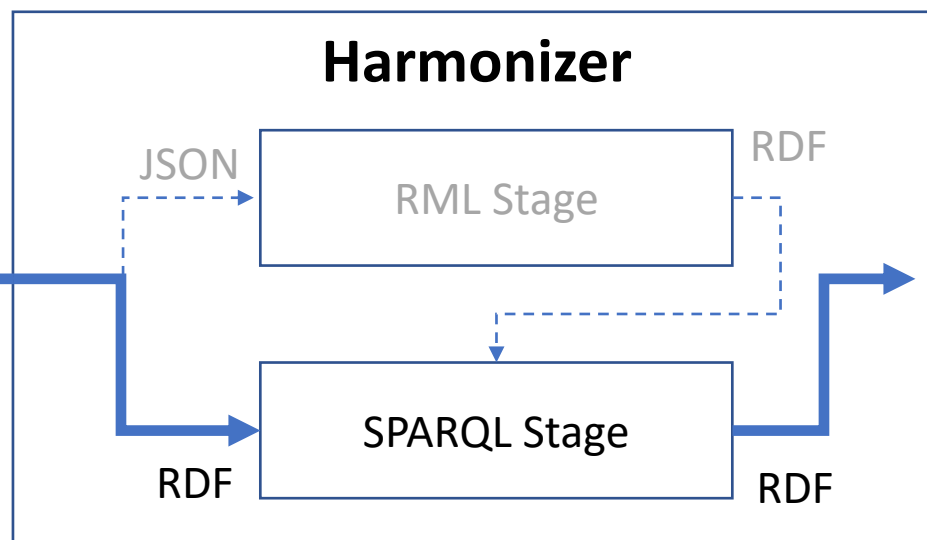 Harmonizer
JSON
RDF
RML Stage
SPARQL Stage
RDF
RDF